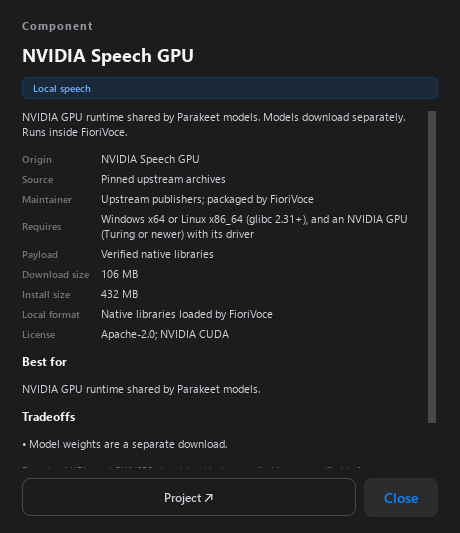 Component
NVIDIA Speech GPU
Local speech
NVIDIA GPU runtime shared by Parakeet models. Models download separately.
Runs inside FioriVoce.
Origin NVIDIA Speech GPU
Source Pinned upstream archives
Maintainer Upstream publishers; packaged by FioriVoce
Requires Windows x64 or Linux x86_64 (glibc 2.31+), and an NVIDIA GPU
(Turing or newer) with its driver
Payload Verified native libraries
Download size 106 MB
Install size 432 MB
Local format Native libraries loaded by FioriVoce
License Apache-2.0; NVIDIA CUDA
Best for
NVIDIA GPU runtime shared by Parakeet models.
Tradeoffs
• Model weights are a separate download.
Project ↗
Close